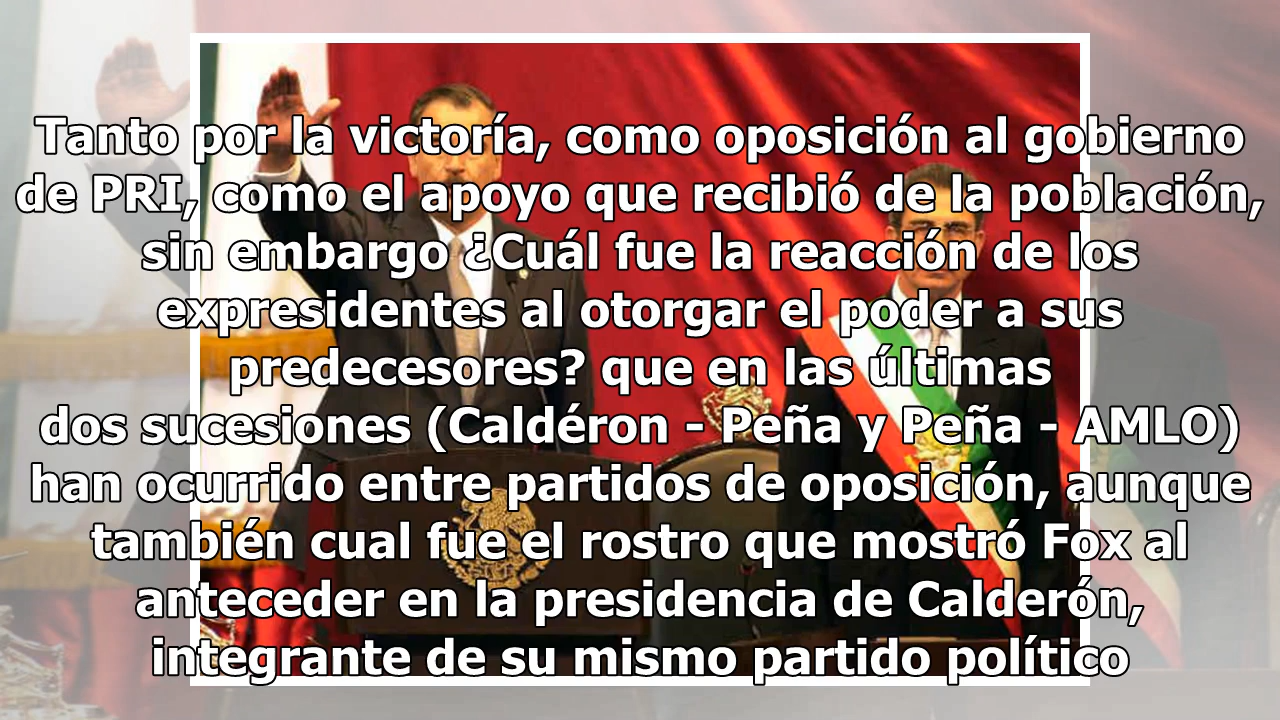 Tanto por la victoría, como oposición al gobierno
de PRI, como el apoyo que recibió de la población,
sin embargo ¿Cuál fue la reacción de los
expresidentes al otorgar el poder a sus
predecesores? que en las últimas
dos sucesiones (Caldéron - Peña y Peña - AMLO)
han ocurrido entre partidos de oposición, aunque
también cual fue el rostro que mostró Fox al
anteceder en la presidencia de Calderón,
integrante de su mismo partido político